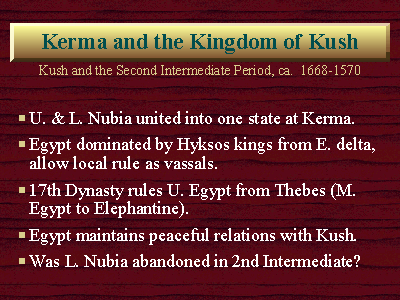 Kerma and the Kingdom of Kush
Kush and the Second Intermediate Period, ca. 1668-1570
U. & L. Nubia united into one state at Kerma.
Egypt dominated by Hyksos kings from E. delta,
allow local rule as vassals.
17th Dynasty rules U. Egypt from Thebes (M.
Egypt to Elephantine).
Egypt maintains peaceful relations with Kush.
Was L. Nubia abandoned in 2nd Intermediate?